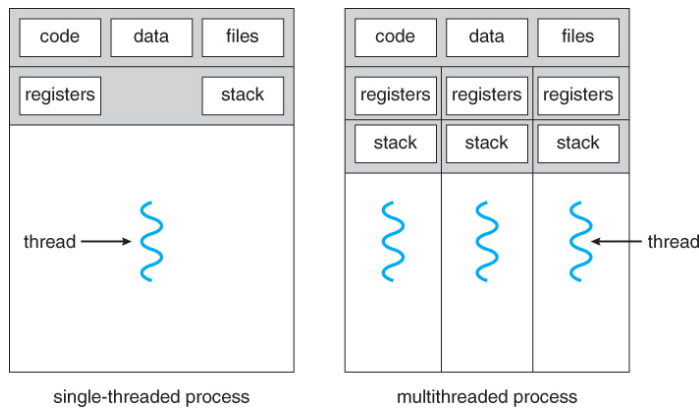 code data files
registers stack
thread
single-threaded process
code data files
registers registers registers
stack stack stack
thread
multithreaded process